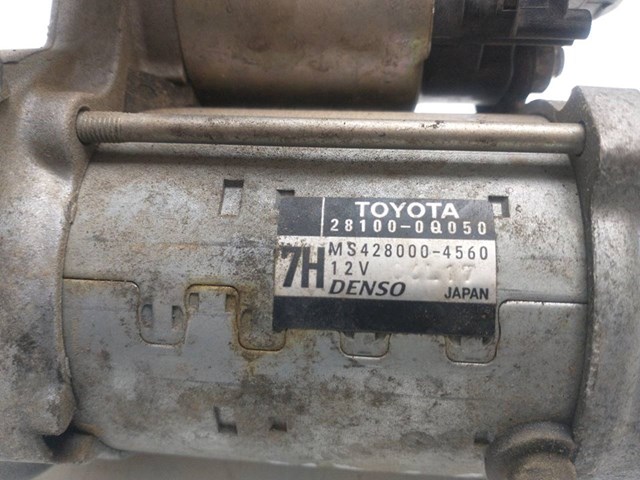 TOYOTA
28100-0Q050
7H MS428000-4560
12V
DENSO JAPAN